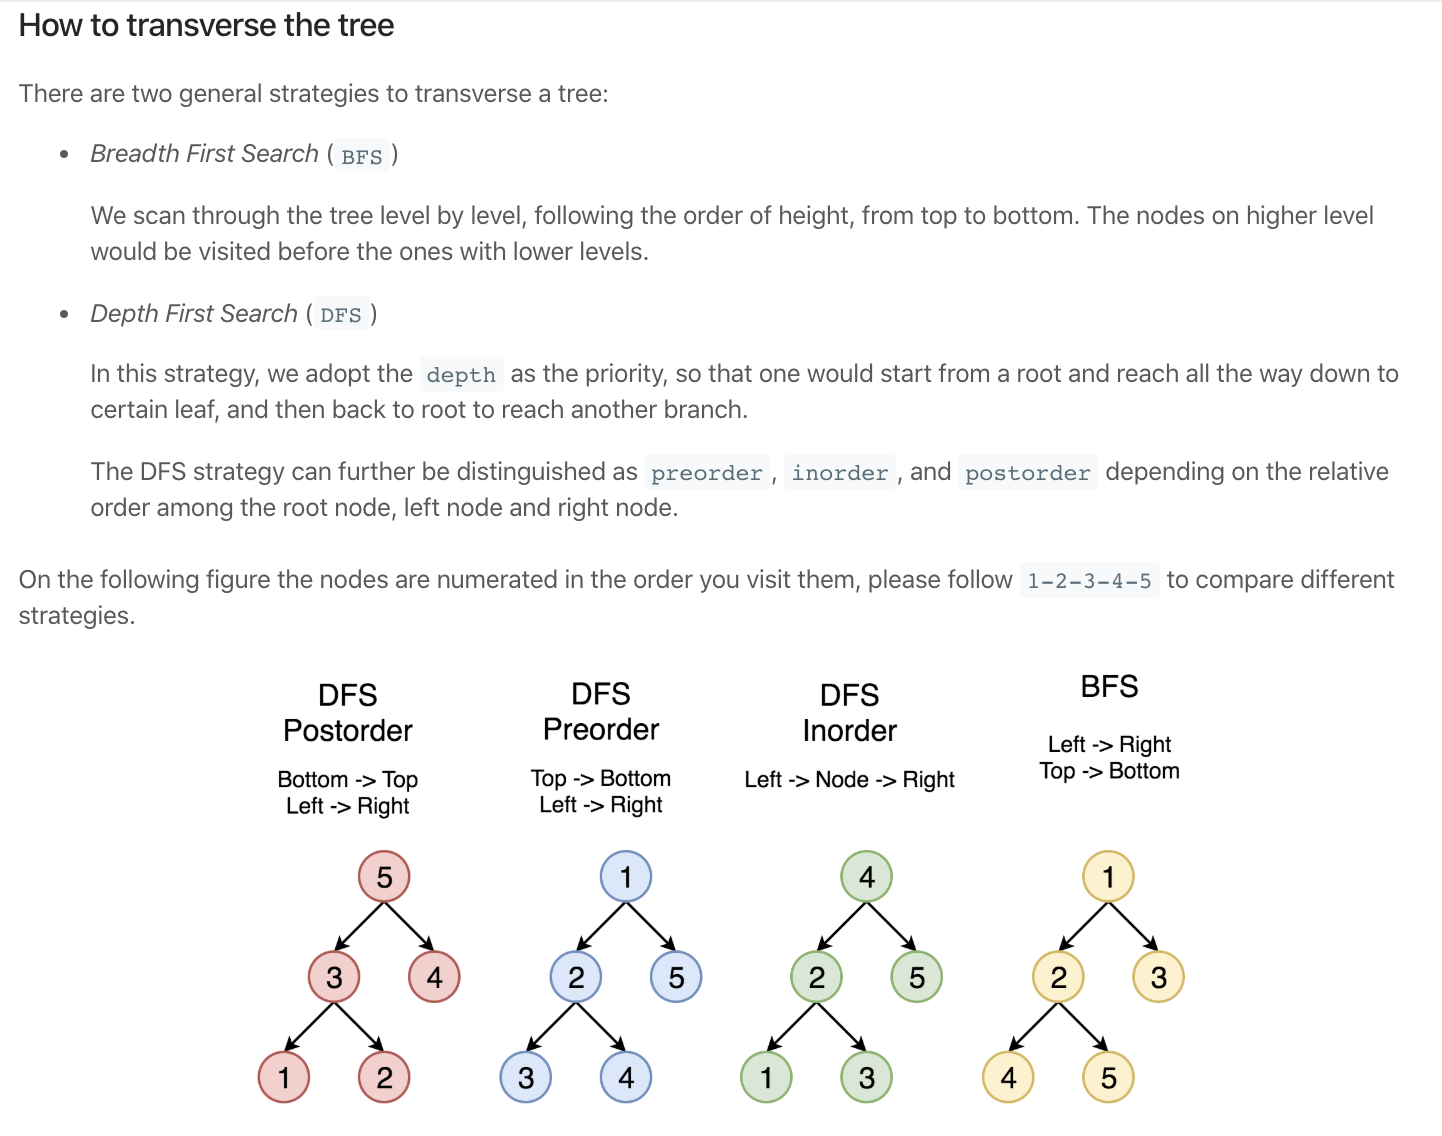 How to transverse the tree
There are two general strategies to transverse a tree:
• Breadth First Search ( BFS )
We scan through the tree level by level, following the order of height, from top to bottom. The nodes on higher level
would be visited before the ones with lower levels.
• Depth First Search ( DFS )
In this strategy, we adopt the depth as the priority, so that one would start from a root and reach all the way down to
certain leaf, and then back to root to reach another branch.
The DFS strategy can further be distinguished as preorder , inorder , and postorder depending on the relative
order among the root node, left node and right node.
On the following figure the nodes are numerated in the order you visit them, please follow 1-2-3-4-5 to compare different
strategies.
DFS
Postorder
Bottom -> Top
Left -> Right
5
3 4
1 2
DFS
Preorder
Top -> Bottom
Left -> Right
1
2 5
3 4
DFS
Inorder
Left -> Node -> Right
4
2 5
1 3
BFS
Left -> Right
Top -> Bottom
1
2 3
4 5